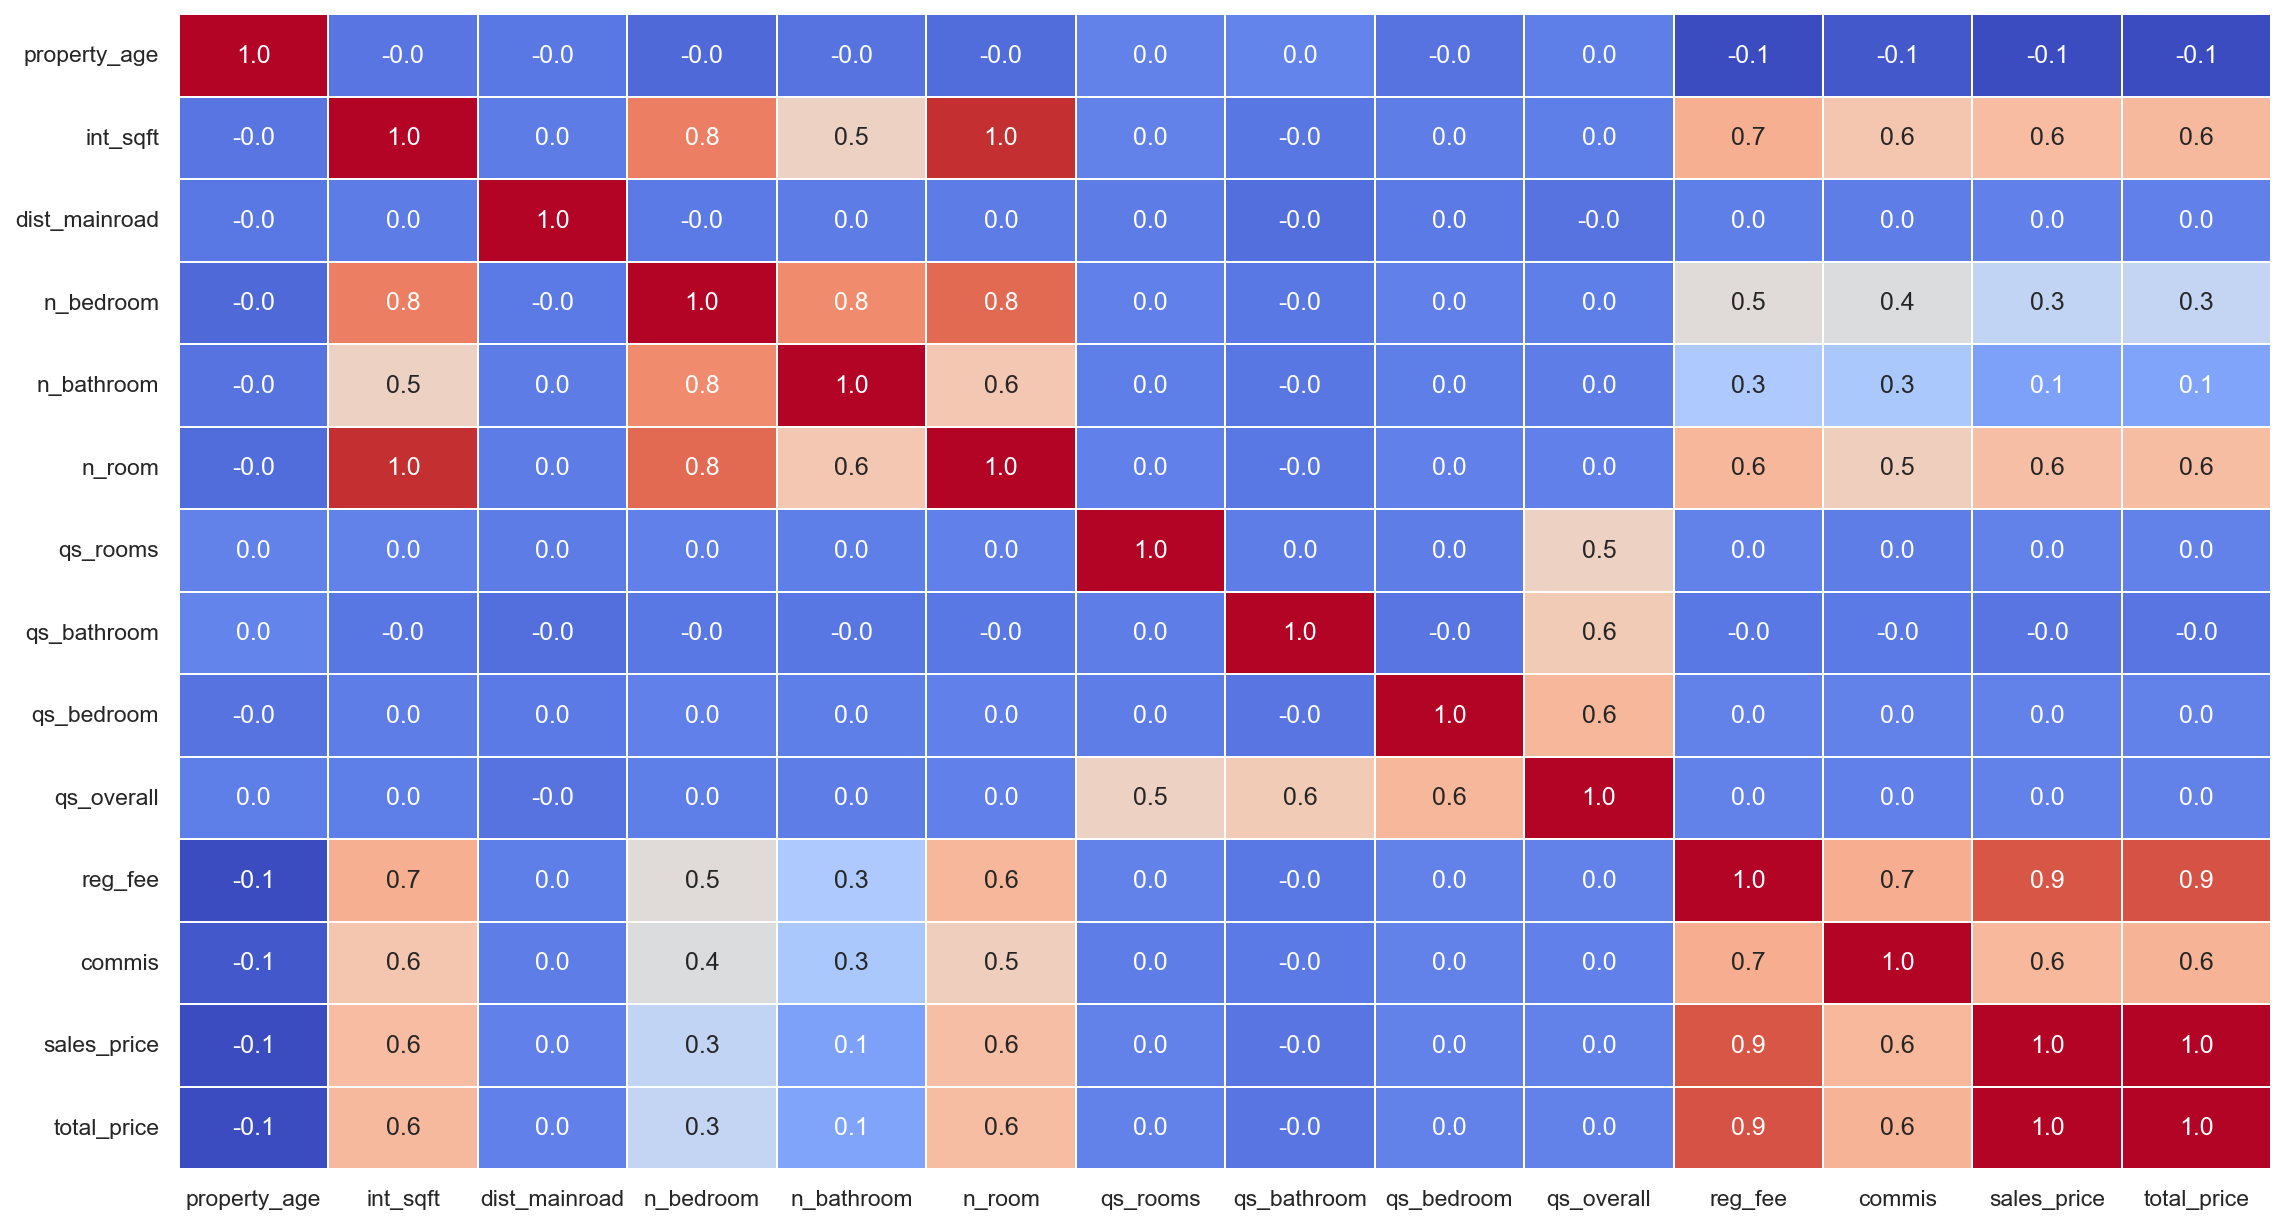 property_age 1.0 -0.0 -0.0 -0.0 -0.0 -0.0 0.0 0.0 -0.0 0.0 -0.1 -0.1 -0.1 -0.1
int_sqft -0.0 1.0 0.0 0.8 0.5 1.0 0.0 -0.0 0.0 0.0 0.7 0.6 0.6 0.6
dist_mainroad -0.0 0.0 1.0 -0.0 0.0 0.0 0.0 -0.0 0.0 -0.0 0.0 0.0 0.0 0.0
n_bedroom -0.0 0.8 -0.0 1.0 0.8 0.8 0.0 -0.0 0.0 0.0 0.5 0.4 0.3 0.3
n_bathroom -0.0 0.5 0.0 0.8 1.0 0.6 0.0 -0.0 0.0 0.0 0.3 0.3 0.1 0.1
n_room -0.0 1.0 0.0 0.8 0.6 1.0 0.0 -0.0 0.0 0.0 0.6 0.5 0.6 0.6
qs_rooms 0.0 0.0 0.0 0.0 0.0 0.0 1.0 0.0 0.0 0.5 0.0 0.0 0.0 0.0
qs_bathroom 0.0 -0.0 -0.0 -0.0 -0.0 -0.0 0.0 1.0 -0.0 0.6 -0.0 -0.0 -0.0 -0.0
qs_bedroom -0.0 0.0 0.0 0.0 0.0 0.0 0.0 -0.0 1.0 0.6 0.0 0.0 0.0 0.0
qs_overall 0.0 0.0 -0.0 0.0 0.0 0.0 0.5 0.6 0.6 1.0 0.0 0.0 0.0 0.0
reg_fee -0.1 0.7 0.0 0.5 0.3 0.6 0.0 -0.0 0.0 0.0 1.0 0.7 0.9 0.9
commis -0.1 0.6 0.0 0.4 0.3 0.5 0.0 -0.0 0.0 0.0 0.7 1.0 0.6 0.6
sales_price -0.1 0.6 0.0 0.3 0.1 0.6 0.0 -0.0 0.0 0.0 0.9 0.6 1.0 1.0
total_price -0.1 0.6 0.0 0.3 0.1 0.6 0.0 -0.0 0.0 0.0 0.9 0.6 1.0 1.0
property_age int_sqft dist_mainroad n_bedroom n_bathroom n_room qs_rooms qs_bathroom qs_bedroom qs_overall reg_fee commis sales_price total_price